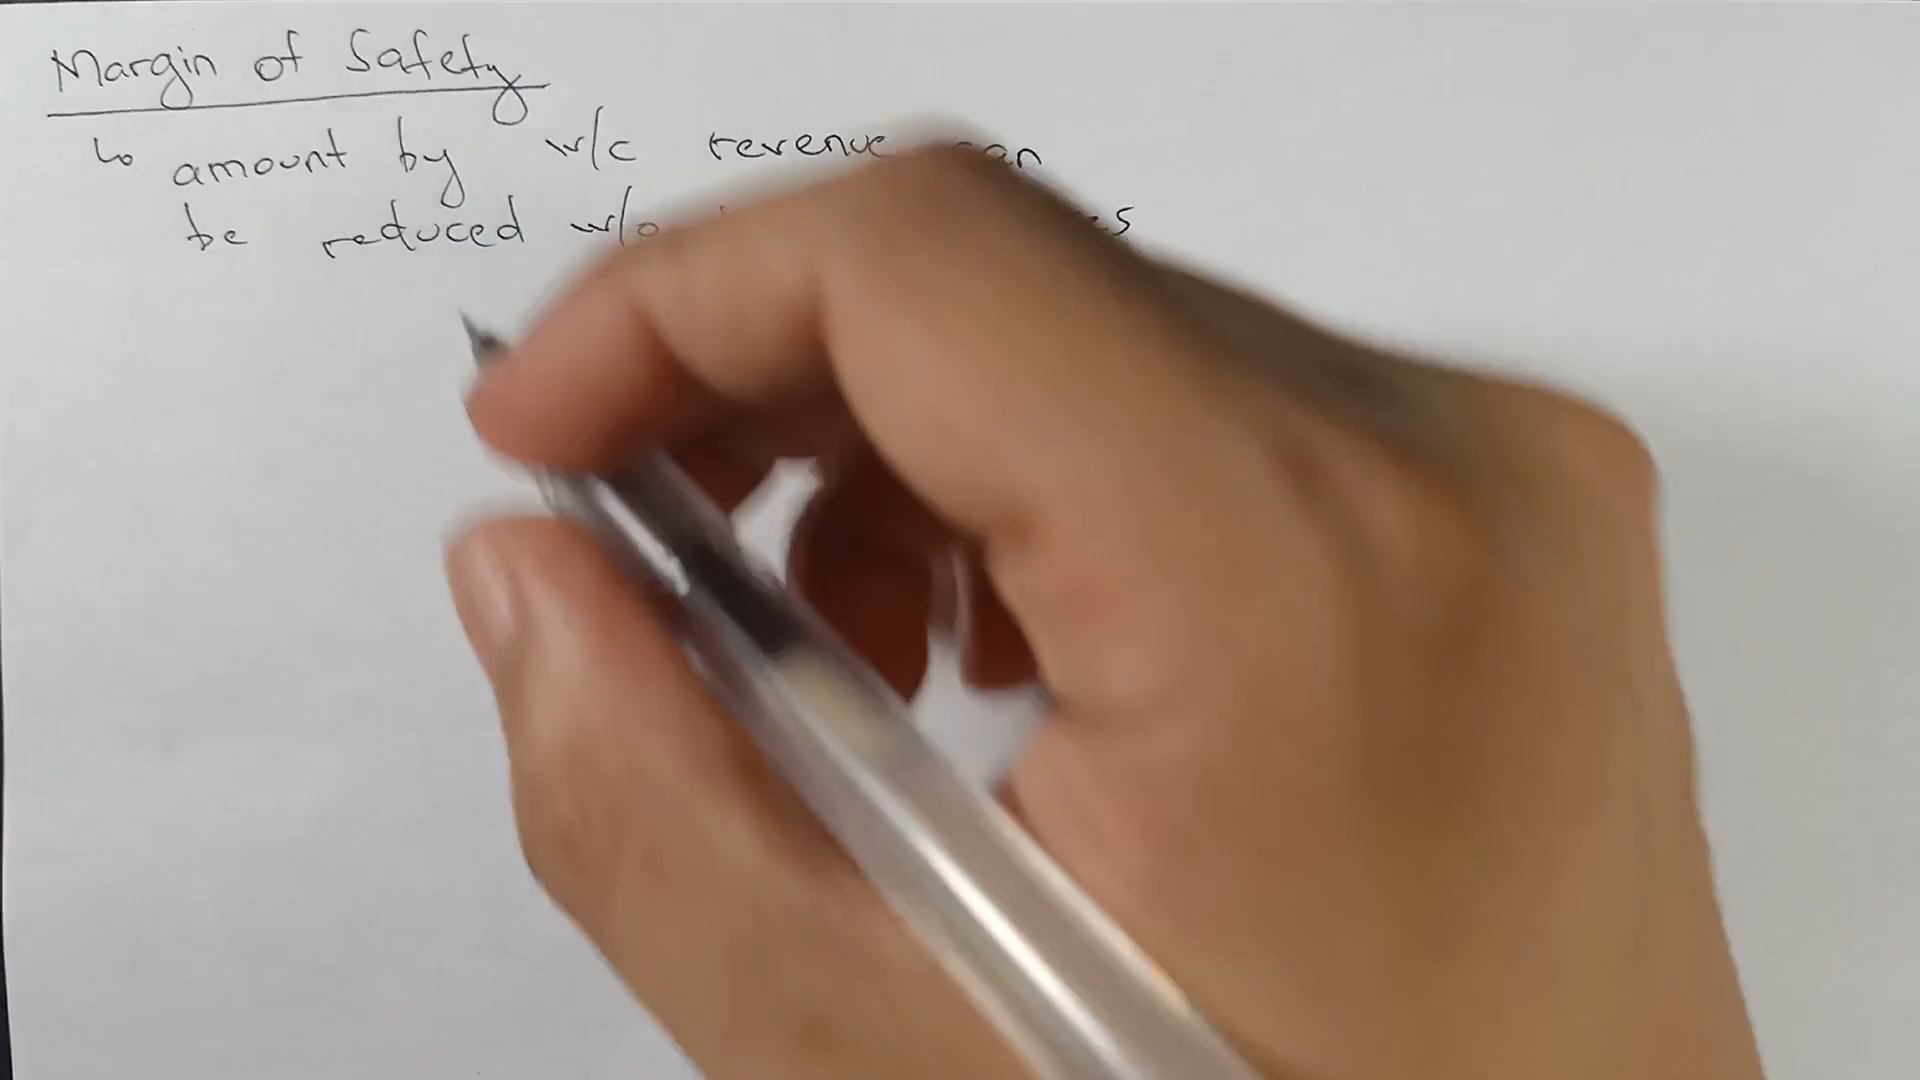 Margin of Safety
↳ amount by w/c revenue can
be reduced w/o